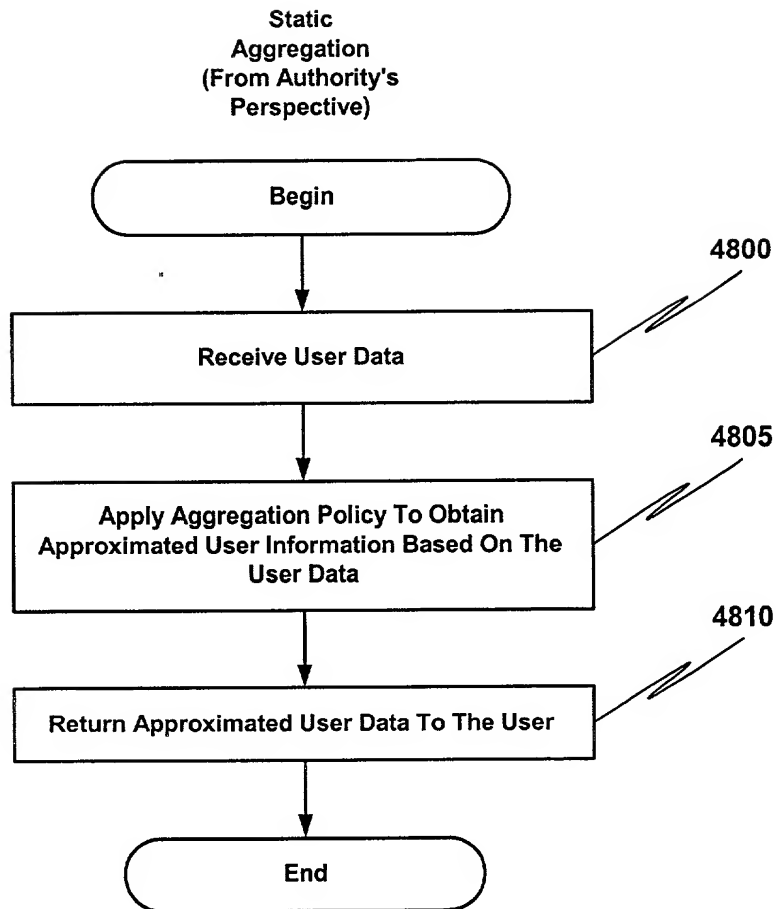 Static
Aggregation
(From Authority's
Perspective)
Begin
4800
Receive User Data
4805
Apply Aggregation Policy To Obtain
Approximated User Information Based On The
User Data
4810
Return Approximated User Data To The User
End